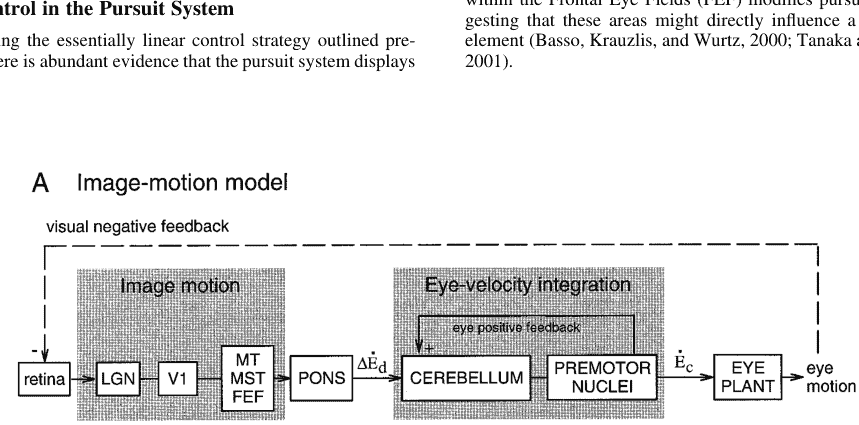 ntrol in the Pursuit System
ng the essentially linear control strategy outlined pre-
ere is abundant evidence that the pursuit system displays
within the Frontal Eye Fields (FEF) modifies pursu
gesting that these areas might directly influence a
element (Basso, Krauzlis, and Wurtz, 2000; Tanaka a
2001).
A Image-motion model
visual negative feedback
Image motion
Eye-velocity integration
eye positive feedback
-
+
retina
LGN
V1
MT
MST
FEF
PONS
ΔĖd
CEREBELLUM
PREMOTOR
NUCLEI
Ėc
EYE
PLANT
eye
motion